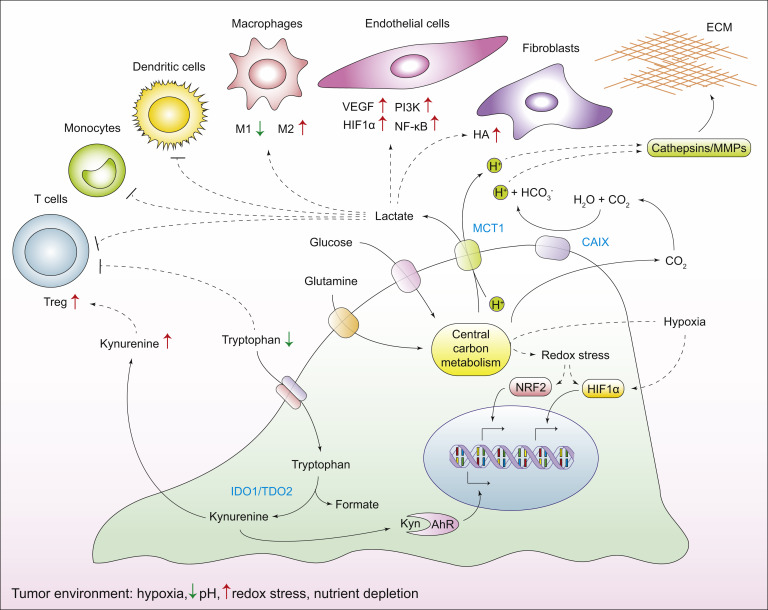 Macrophages
Endothelial cells
ECM
Fibroblasts
Dendritic cells
VEGF ↑ PI3K ↑
HIF1α ↑ NF-κB ↑
M1 ↓ M2 ↑
HA ↑
Monocytes
Cathepsins/MMPs
H⁺
H⁺ + HCO₃⁻
H₂O + CO₂
T cells
Lactate
MCT1
CAIX
Glucose
CO₂
Glutamine
Treg ↑
H⁺
Hypoxia
Kynurenine ↑
Tryptophan ↓
Central
carbon
metabolism
Redox stress
NRF2
HIF1α
Tryptophan
IDO1/TDO2
Formate
Kynurenine
Kyn AhR
Tumor environment: hypoxia,↓pH,↑redox stress, nutrient depletion